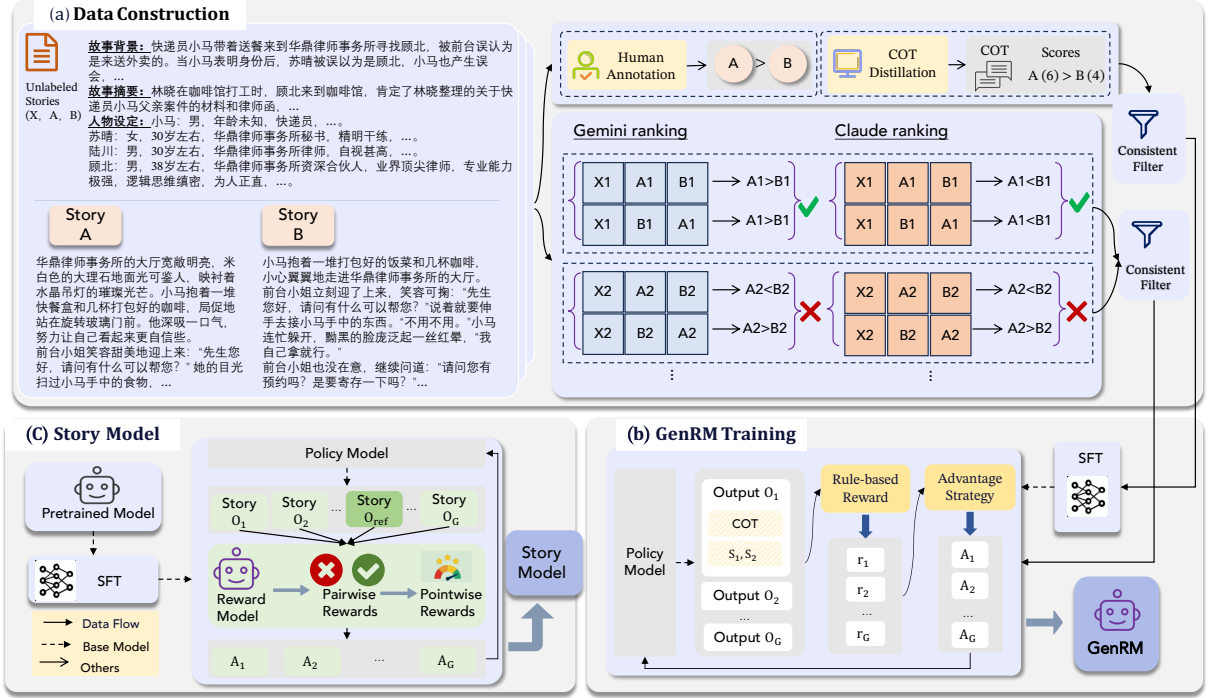 (a) Data Construction
Unlabeled
Stories
(X, A, B)
故事背景：快递员小马带着送餐来到华鼎律师事务所寻找顾北，被前台误认为
是来送外卖的。当小马表明身份后，苏晴被误以为是顾北，小马也产生误
会，...
故事摘要：林晓在咖啡馆打工时，顾北来到咖啡馆，肯定了林晓整理的关于快
递员小马父亲案件的材料和律师函，...
人物设定：小马：男，年龄未知，快递员，...
苏晴：女，30岁左右，华鼎律师事务所秘书，精明干练，...。
陆川：男，30岁左右，华鼎律师事务所律师，自视甚高，...。
顾北：男，38岁左右，华鼎律师事务所资深合伙人，业界顶尖律师，专业能力
极强，逻辑思维缜密，为人正直，...。
Story
A
华鼎律师事务所的大厅宽敞明亮，米
白色的大理石地面光可鉴人，映衬着
水晶吊灯的璀璨光芒。小马抱着一堆
快餐盒和几杯打包好的咖啡，局促地
站在旋转玻璃门前。他深吸一口气，
努力让自己看起来更自信些。
前台小姐笑容甜美地迎上来：“先生您
好，请问有什么可以帮您？” 她的目光
扫过小马手中的食物，...
Story
B
小马抱着一堆打包好的饭菜和几杯咖啡，
小心翼翼地走进华鼎律师事务所的大厅。
前台小姐立刻迎了上来，笑容可掬：“先生
您好，请问有什么可以帮您？”说着就要伸
手去接小马手中的东西。“不用不用。”小马
连忙躲开，黝黑的脸庞泛起一丝红晕，“我
自己拿就行。”
前台小姐也没在意，继续问道：“请问您有
预约吗？是要寄存一下吗？”...
Human
Annotation
A > B
COT
Distillation
COT
Scores
A (6) > B (4)
Consistent
Filter
Gemini ranking
X1 A1 B1 A1>B1
X1 B1 A1 A1>B1
X2 A2 B2 A2<B2
X2 B2 A2 A2>B2
⋮
Claude ranking
X1 A1 B1 A1<B1
X1 B1 A1 A1<B1
X2 A2 B2 A2<B2
X2 B2 A2 A2>B2
⋮
Consistent
Filter
(C) Story Model
Pretrained Model
SFT
Data Flow
Base Model
Others
Policy Model
Story O1
Story O2
...
Story Oref
...
Story OG
Reward
Model
Pairwise
Rewards
Pointwise
Rewards
A1 A2 ... AG
Story
Model
(b) GenRM Training
Policy
Model
Output O1
COT
S1, S2
Output O2
...
Output OG
Rule-based
Reward
r1
r2
...
rG
Advantage
Strategy
A1
A2
...
AG
SFT
GenRM